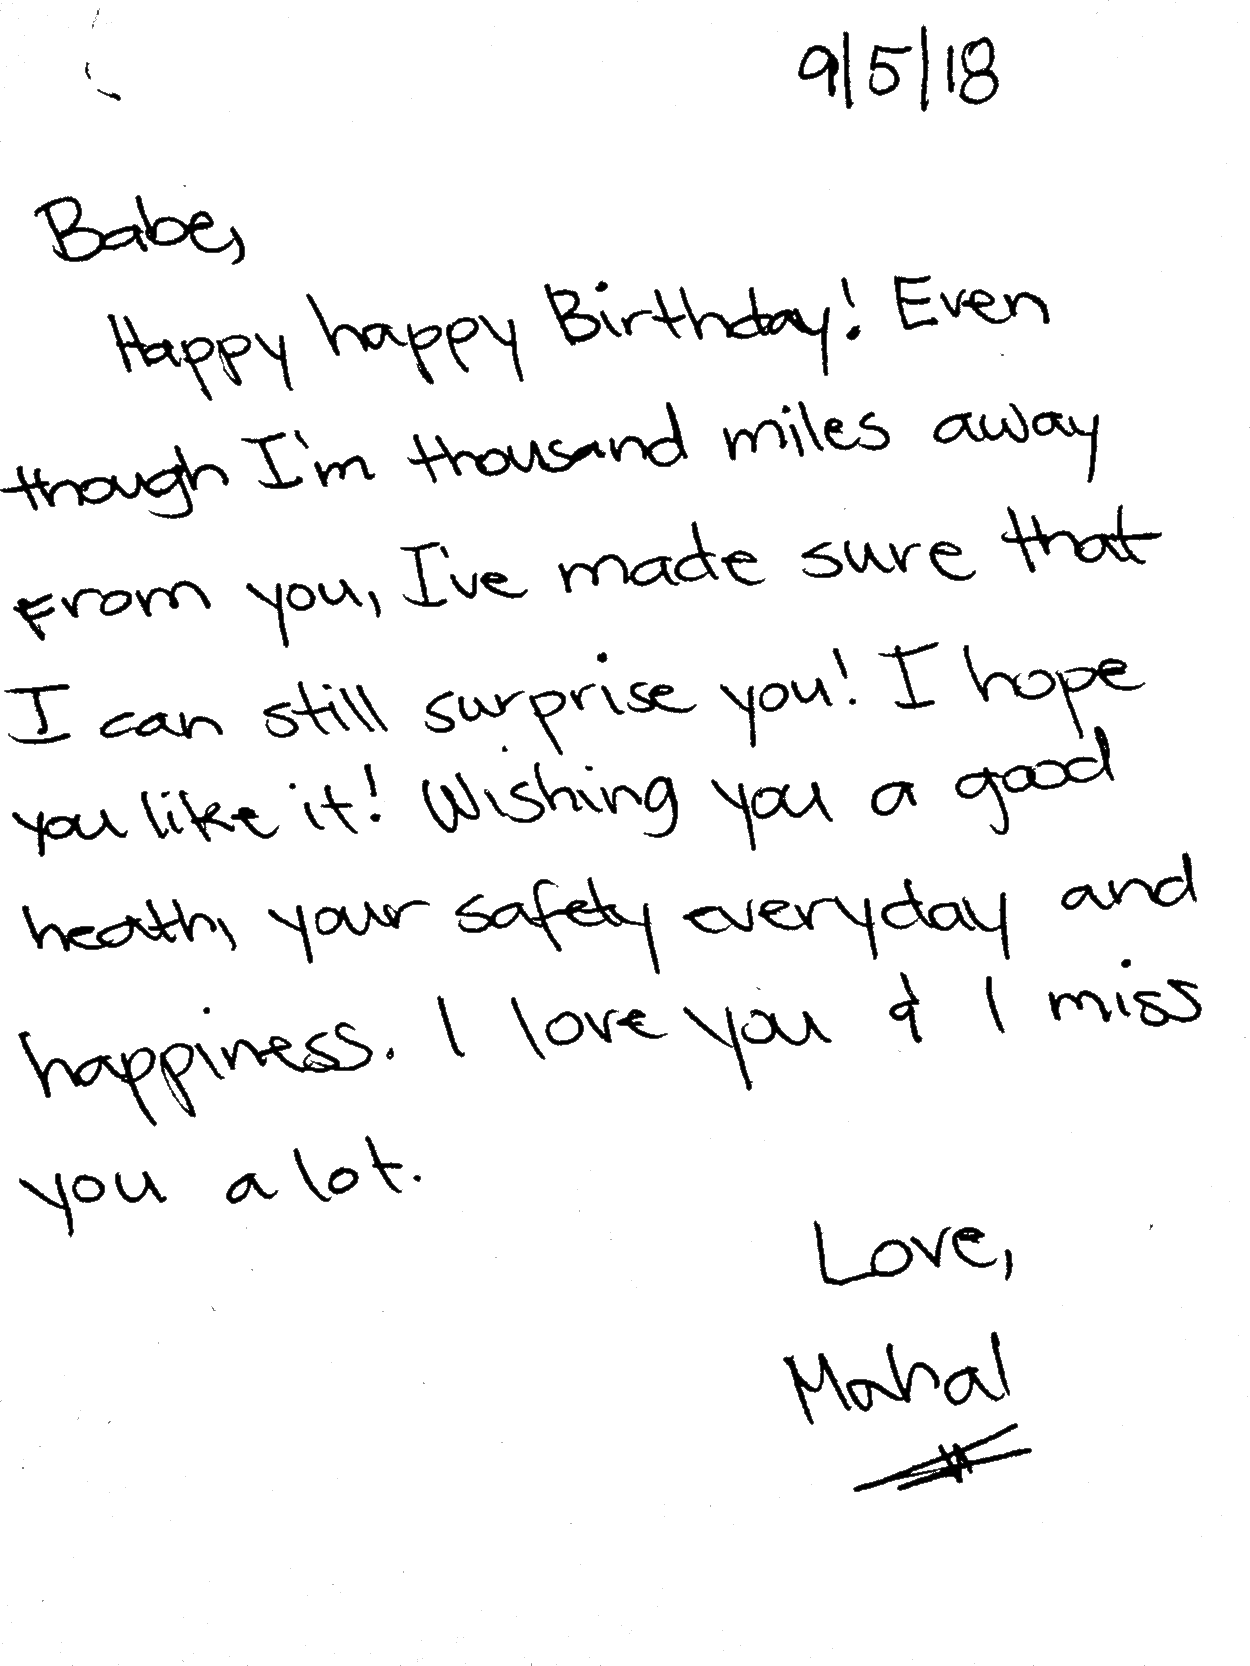 9/5/18
Babe,
Happy happy Birthday! Even
though I'm thousand miles away
From you, I've made sure that
I can still surprise you! I hope
you like it! Wishing you a good
heath, your safety everyday and
happiness. I love you & I miss
you a lot.
Love,
Mahal